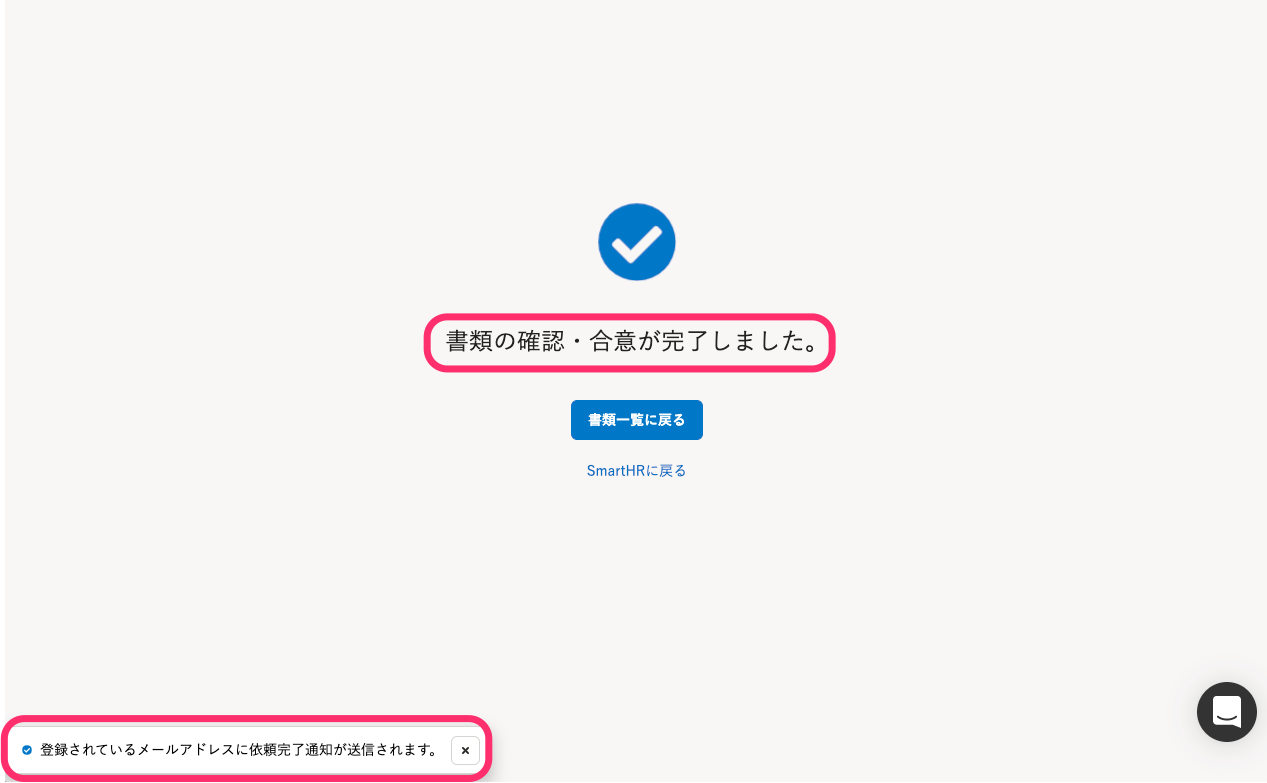 書類の確認・合意が完了しました。
書類一覧に戻る
SmartHRに戻る
登録されているメールアドレスに依頼完了通知が送信されます。